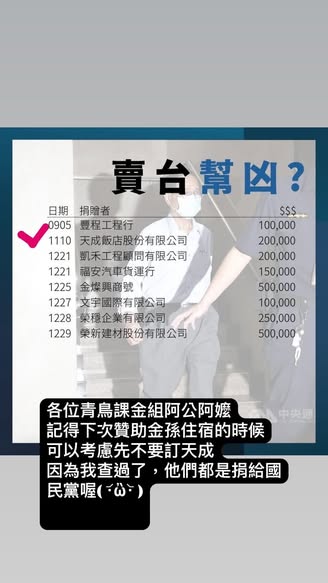 賣台幫凶?
日期 捐贈者 $$$
0905 豐程工程行 100,000
1110 天成飯店股份有限公司 200,000
1221 凱禾工程顧問有限公司 200,000
1221 福安汽車貨運行 150,000
1225 金燦興商號 500,000
1227 文宇國際有限公司 100,000
1228 榮穩企業有限公司 250,000
1229 榮新建材股份有限公司 500,000
中央通
各位青鳥課金組阿公阿嬤
記得下次贊助金孫住宿的時候
可以考慮先不要訂天成
因為我查過了，他們都是捐給國
民黨喔( ˘•ω•˘ )